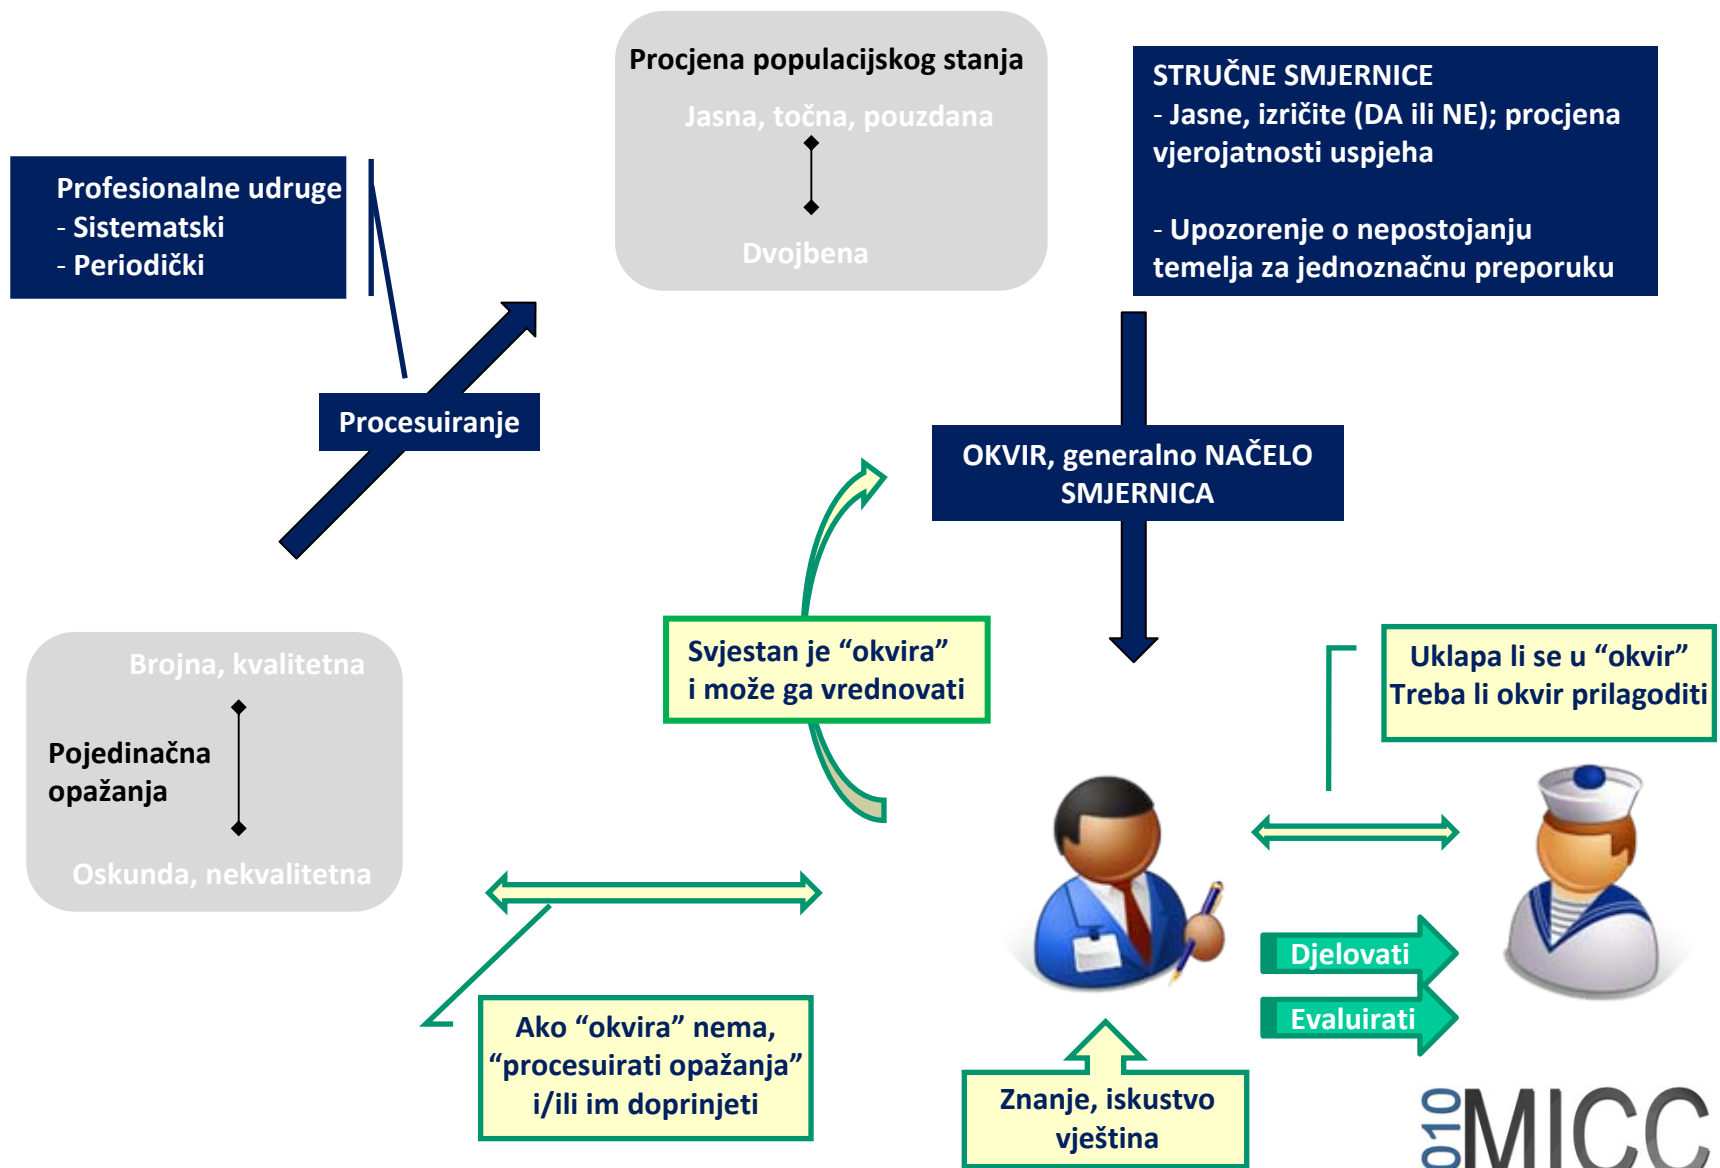 Procjena populacijskog stanja
Jasna, točna, pouzdana
Dvojbena
STRUČNE SMJERNICE
- Jasne, izričite (DA ili NE); procjena
vjerojatnosti uspjeha
- Upozorenje o nepostojanju
temelja za jednoznačnu preporuku
Profesionalne udruge
- Sistematski
- Periodički
Procesuiranje
OKVIR, generalno NAČELO
SMJERNICA
Svjestan je “okvira”
i može ga vrednovati
Uklapa li se u “okvir”
Treba li okvir prilagoditi
Brojna, kvalitetna
Pojedinačna
opažanja
Oskunda, nekvalitetna
Djelovati
Evaluirati
Ako “okvira” nema,
“procesuirati opažanja”
i/ili im doprinjeti
Znanje, iskustvo
vještina
010
MICC